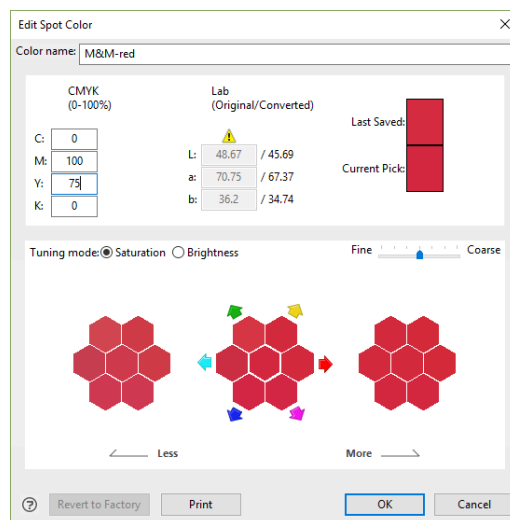 Edit Spot Color
Color name: M&M-red
CMYK
(0-100%)
C: 0
M: 100
Y: 75
K: 0
Lab
(Original/Converted)
L: 48.67 / 45.69
a: 70.75 / 67.37
b: 36.2 / 34.74
Last Saved:
Current Pick:
Tuning mode: Saturation Brightness
Fine Coarse
Less More
? Revert to Factory Print OK Cancel